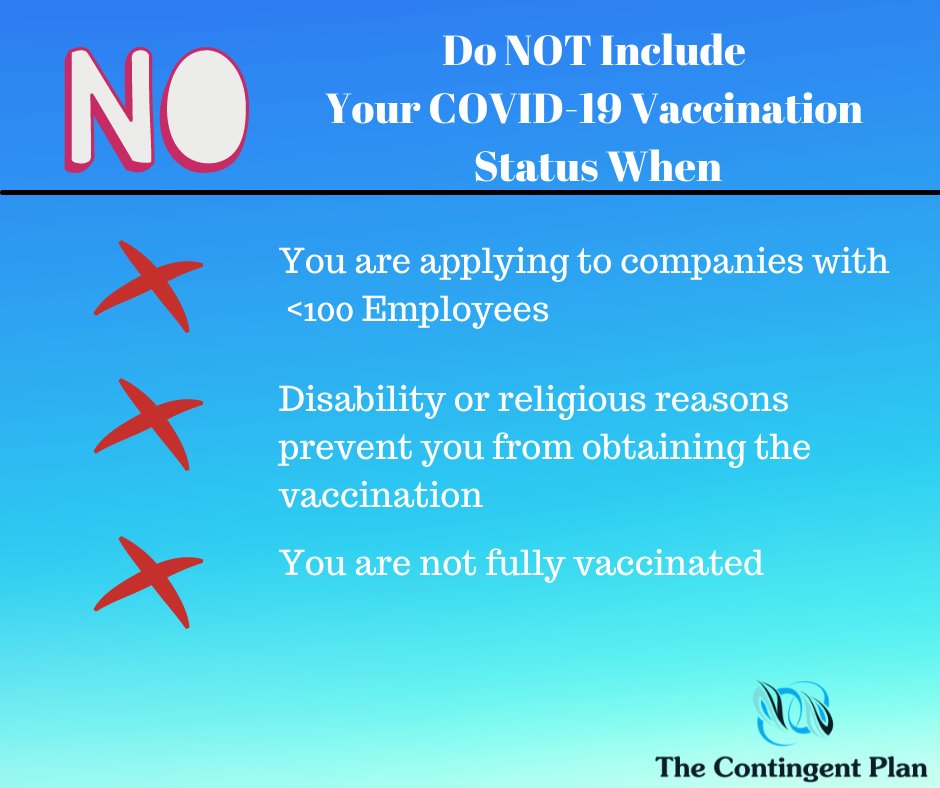 NO
Do NOT Include
Your COVID-19 Vaccination
Status When
You are applying to companies with
<100 Employees
Disability or religious reasons
prevent you from obtaining the
vaccination
You are not fully vaccinated
The Contingent Plan